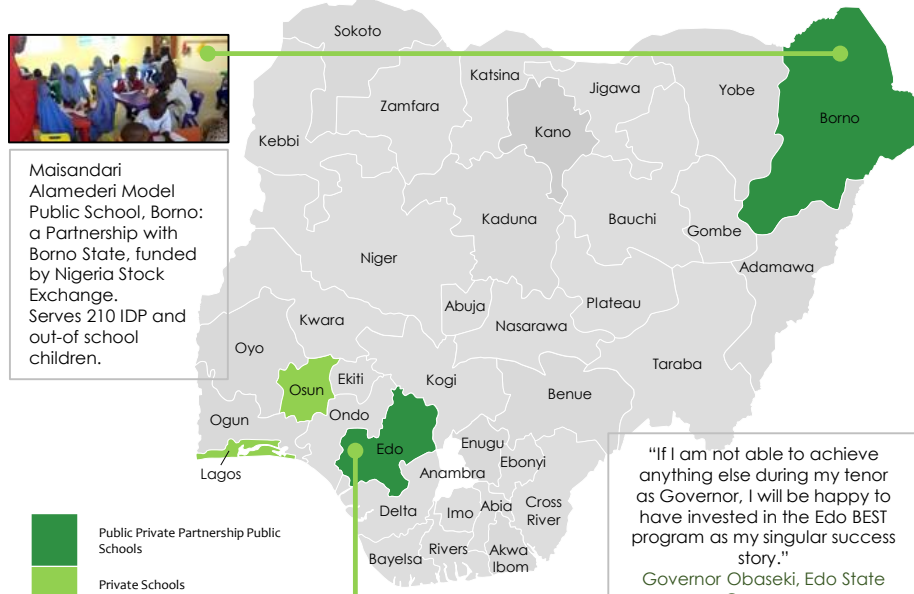 Sokoto
Katsina
Jigawa
Yobe
Borno
Zamfara
Kano
Kebbi
Maisandari
Alamederi Model
Public School, Borno:
a Partnership with
Borno State, funded
by Nigeria Stock
Exchange.
Serves 210 IDP and
out-of school
children.
Kaduna
Bauchi
Gombe
Niger
Adamawa
Abuja
Plateau
Kwara
Nasarawa
Oyo
Taraba
Osun
Ekiti
Kogi
Benue
Ogun
Ondo
Edo
Enugu
Ebonyi
Lagos
Anambra
Delta
Imo
Abia
Cross
River
Bayelsa
Rivers
Akwa
Ibom
"If I am not able to achieve
anything else during my tenor
as Governor, I will be happy to
have invested in the Edo BEST
program as my singular success
story."
Governor Obaseki, Edo State
Public Private Partnership Public
Schools
Private Schools